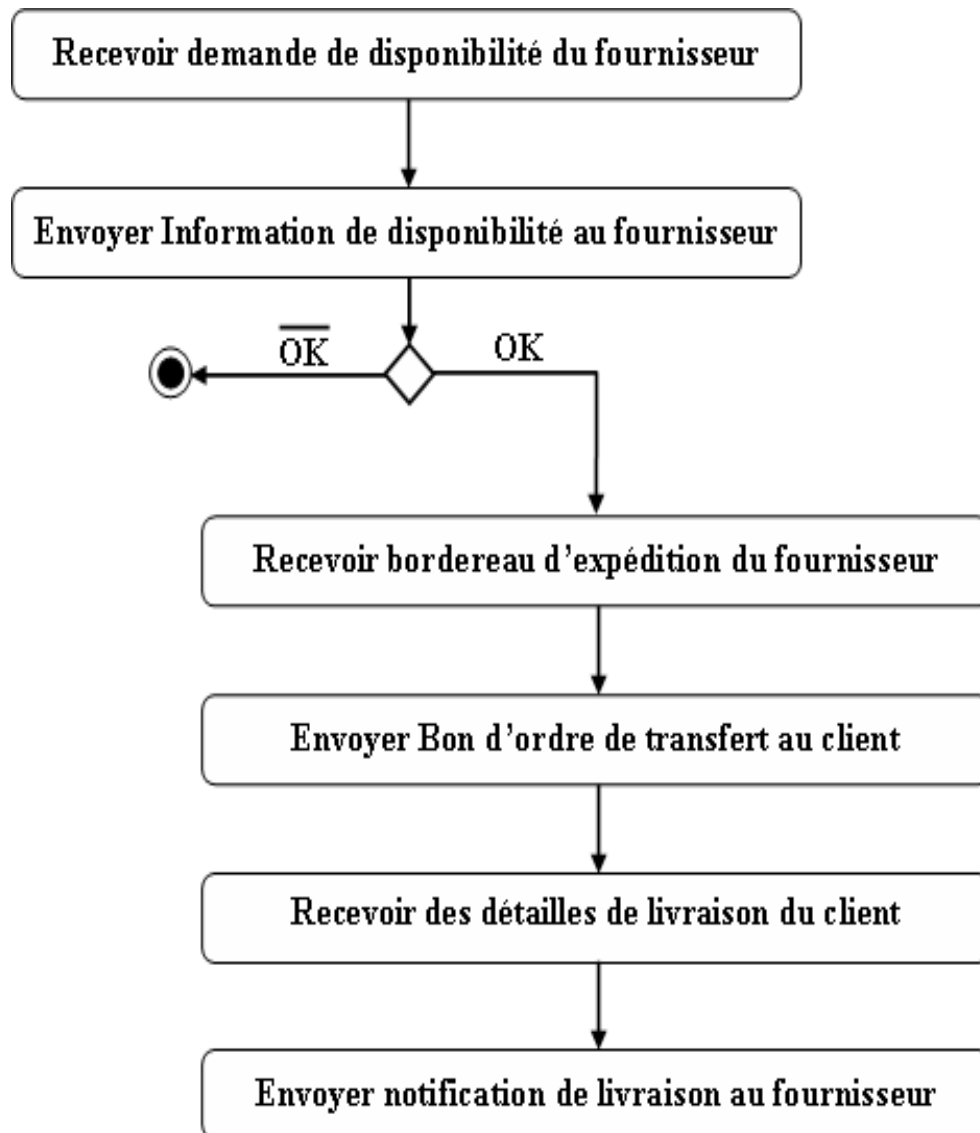 Recevoir demande de disponibilité du fournisseur
Envoyer Information de disponibilité au fournisseur
O̅K̅ OK
Recevoir bordereau d'expédition du fournisseur
Envoyer Bon d'ordre de transfert au client
Recevoir des détailles de livraison du client
Envoyer notification de livraison au fournisseur